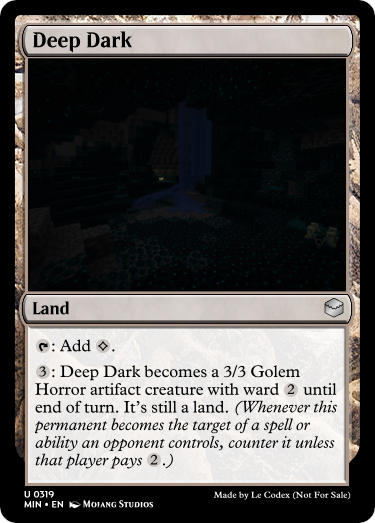 Deep Dark
Land
: Add .
3: Deep Dark becomes a 3/3 Golem
Horror artifact creature with ward 2 until
end of turn. It's still a land. (Whenever this
permanent becomes the target of a spell or
ability an opponent controls, counter it unless
that player pays 2.)
U 0319
MIN • EN Mojang Studios
Made by Le Codex (Not For Sale)